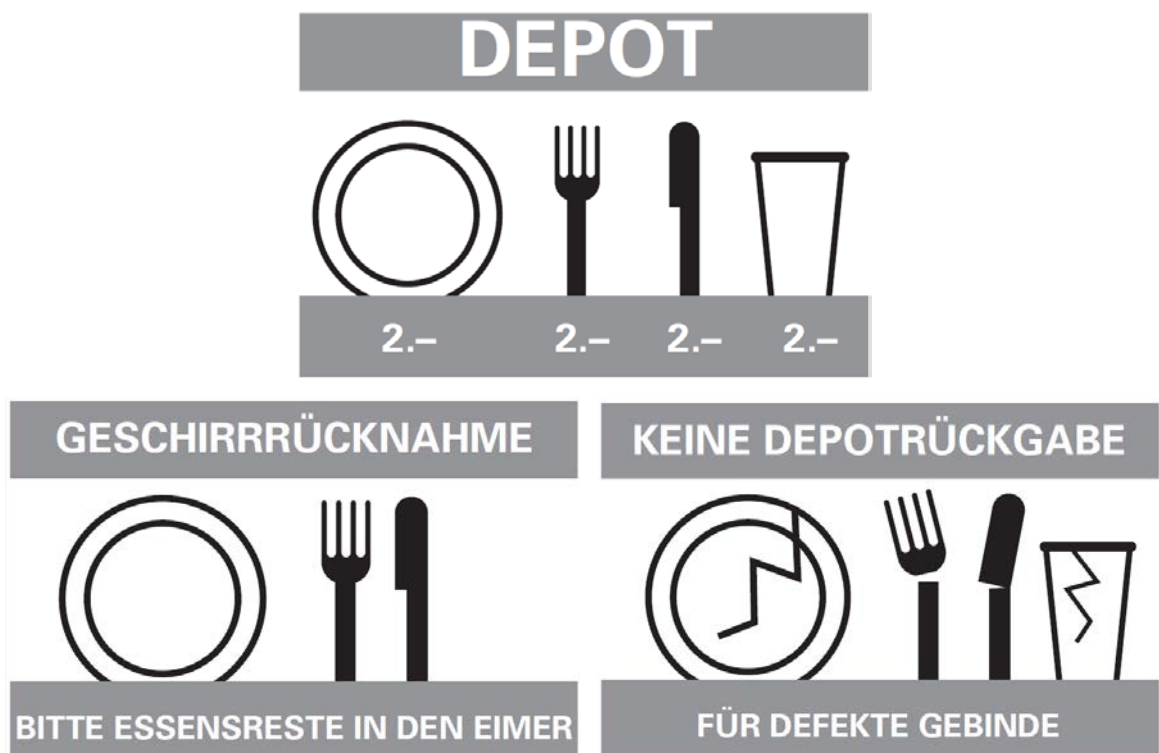 DEPOT
2.– 2.– 2.– 2.–
GESCHIRRRÜCKNAHME
BITTE ESSENSRESTE IN DEN EIMER
KEINE DEPOTRÜCKGABE
FÜR DEFEKTE GEBINDE